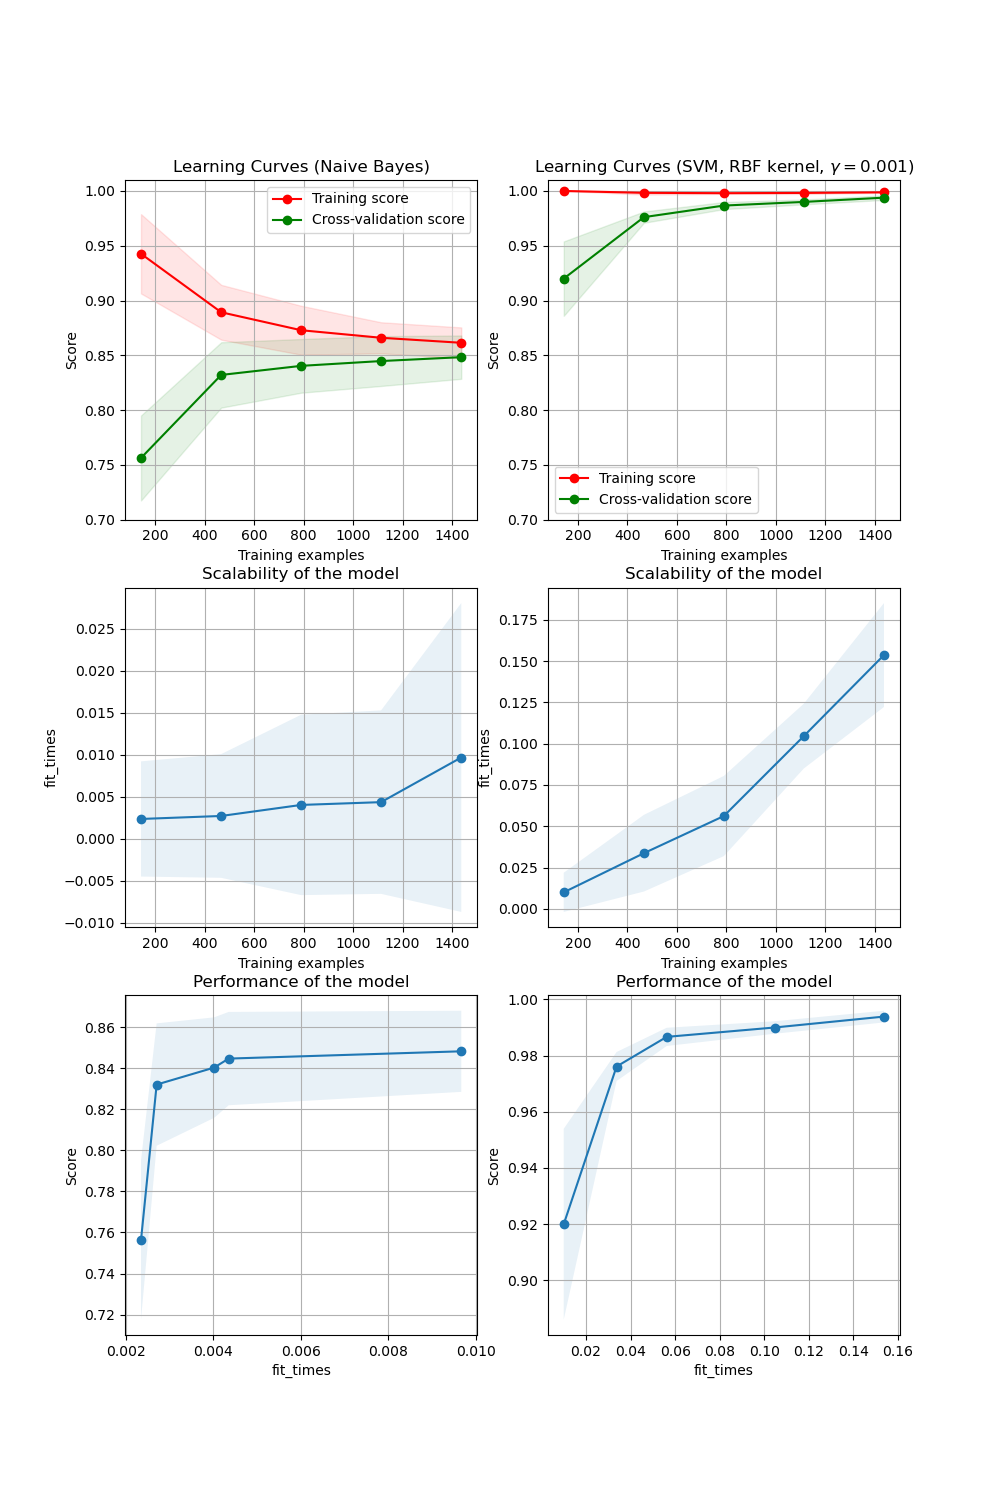 Learning Curves (Naive Bayes)
Score
1.00
0.95
0.90
0.85
0.80
0.75
0.70
Training score
Cross-validation score
200 400 600 800 1000 1200 1400
Training examples
Learning Curves (SVM, RBF kernel, γ = 0.001)
Score
1.00
0.95
0.90
0.85
0.80
0.75
0.70
Training score
Cross-validation score
200 400 600 800 1000 1200 1400
Training examples
Scalability of the model
fit_times
0.025
0.020
0.015
0.010
0.005
0.000
−0.005
−0.010
200 400 600 800 1000 1200 1400
Training examples
Scalability of the model
fit_times
0.175
0.150
0.125
0.100
0.075
0.050
0.025
0.000
200 400 600 800 1000 1200 1400
Training examples
Performance of the model
Score
0.86
0.84
0.82
0.80
0.78
0.76
0.74
0.72
0.002 0.004 0.006 0.008 0.010
fit_times
Performance of the model
Score
1.00
0.98
0.96
0.94
0.92
0.90
0.02 0.04 0.06 0.08 0.10 0.12 0.14 0.16
fit_times